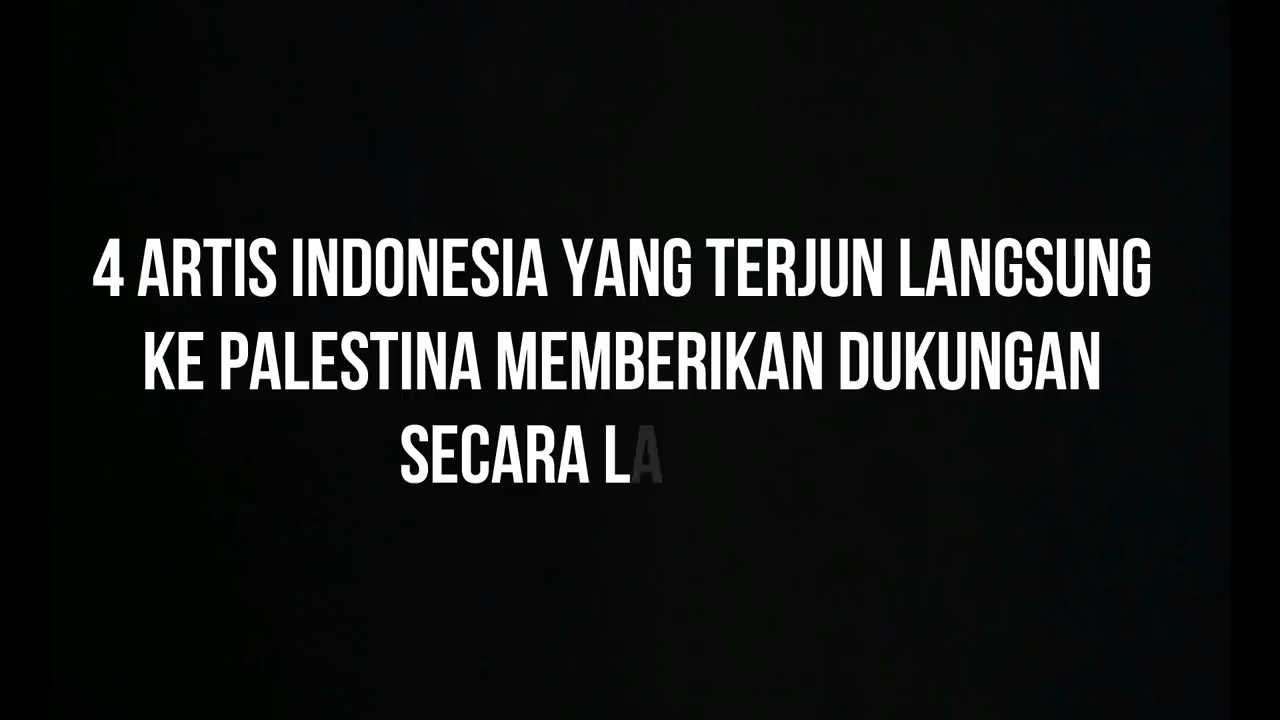 4 ARTIS INDONESIA YANG TERJUN LANGSUNG
KE PALESTINA MEMBERIKAN DUKUNGAN
SECARA LA